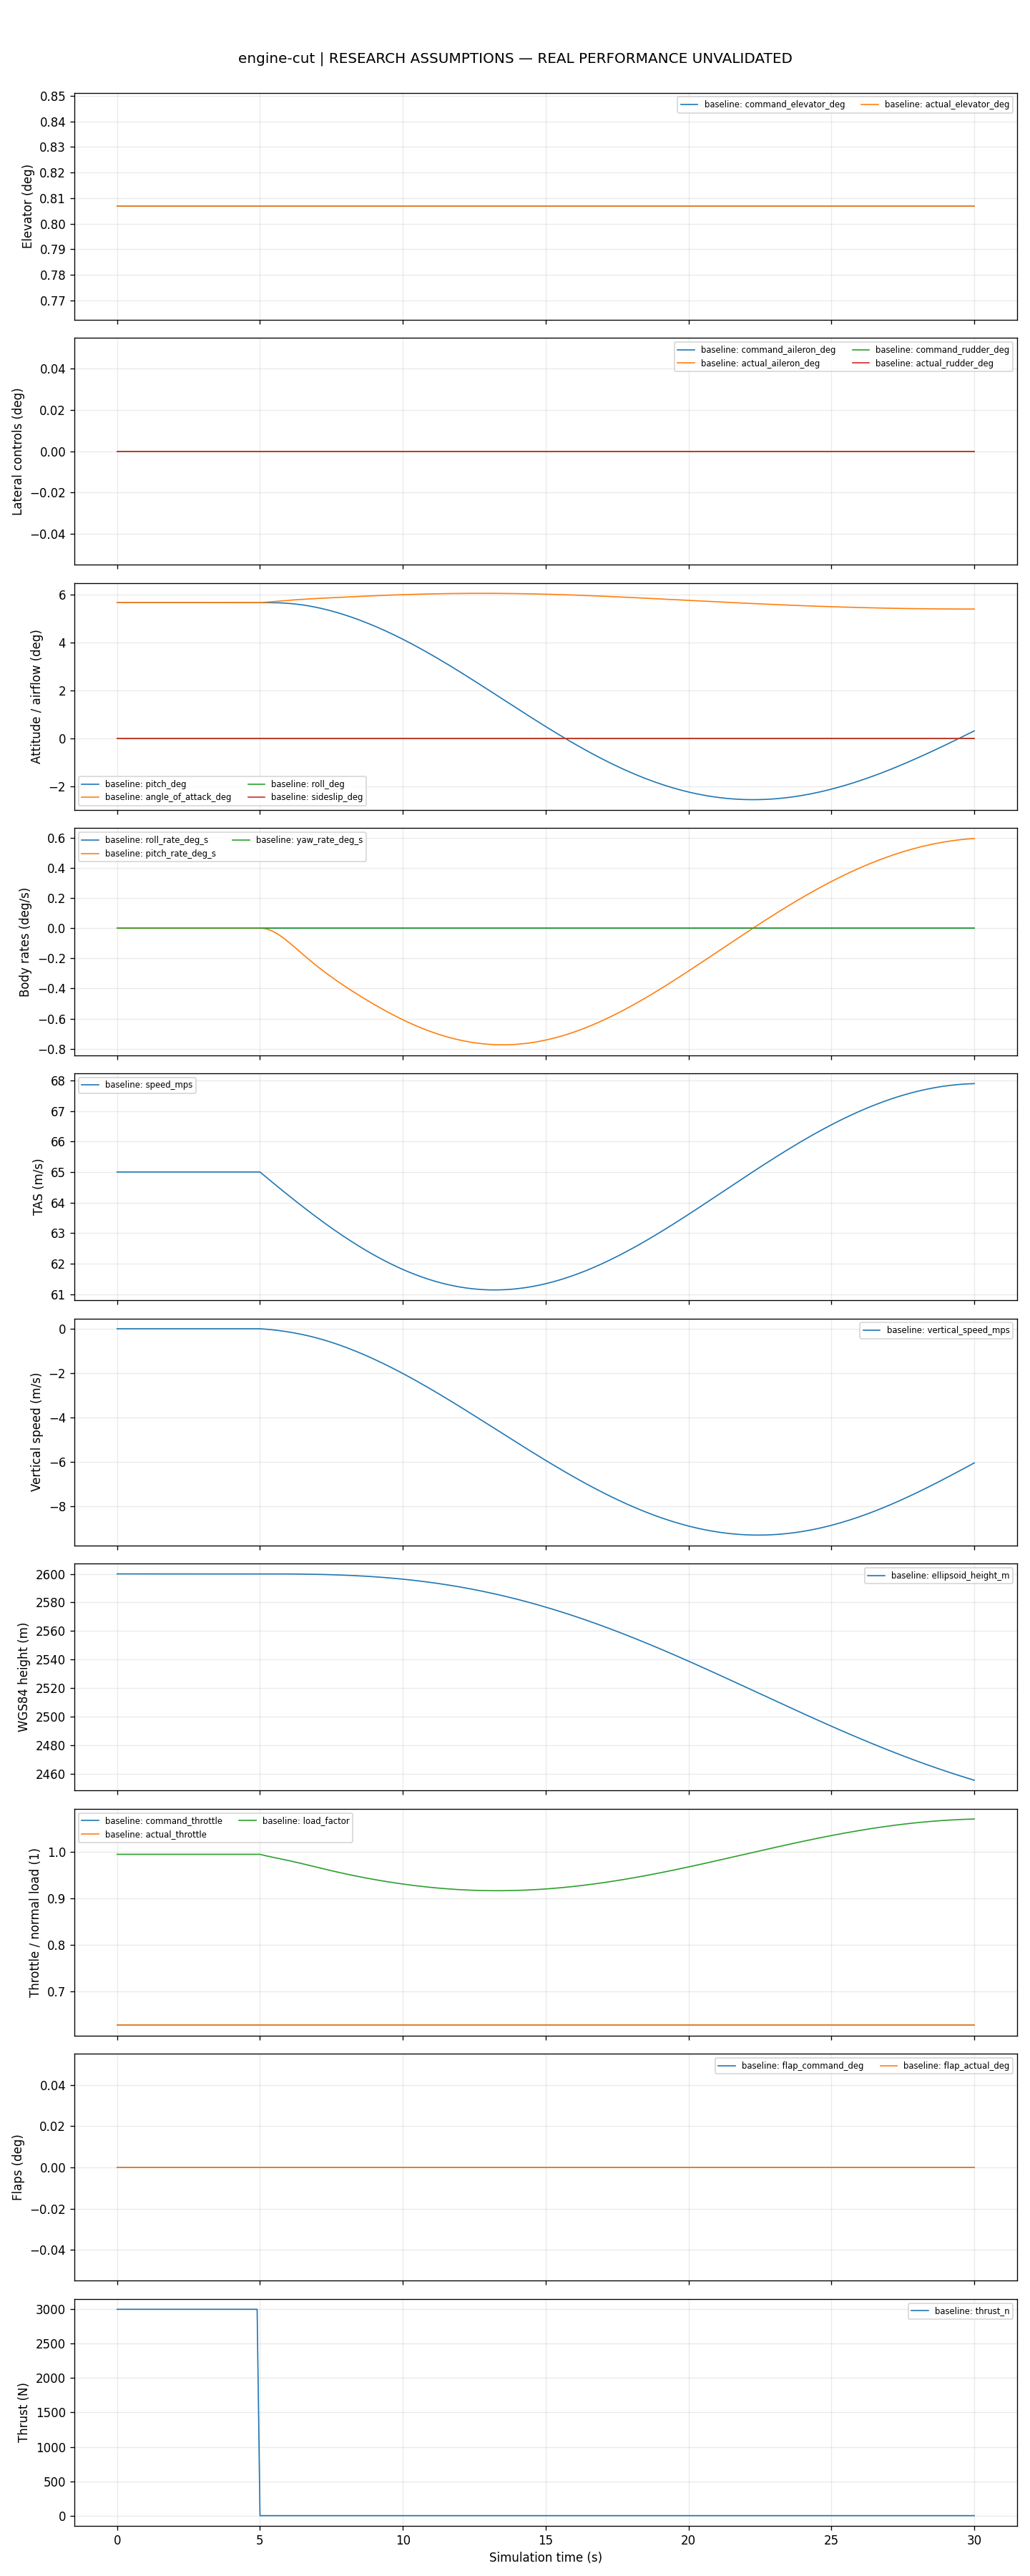 engine-cut | RESEARCH ASSUMPTIONS — REAL PERFORMANCE UNVALIDATED
baseline: command_elevator_deg baseline: actual_elevator_deg
Elevator (deg)
0.85
0.84
0.83
0.82
0.81
0.80
0.79
0.78
0.77
baseline: command_aileron_deg baseline: command_rudder_deg
baseline: actual_aileron_deg baseline: actual_rudder_deg
Lateral controls (deg)
0.04
0.02
0.00
−0.02
−0.04
Attitude / airflow (deg)
6
4
2
0
−2
baseline: pitch_deg baseline: roll_deg
baseline: angle_of_attack_deg baseline: sideslip_deg
baseline: roll_rate_deg_s baseline: yaw_rate_deg_s
baseline: pitch_rate_deg_s
Body rates (deg/s)
0.6
0.4
0.2
0.0
−0.2
−0.4
−0.6
−0.8
baseline: speed_mps
TAS (m/s)
68
67
66
65
64
63
62
61
baseline: vertical_speed_mps
Vertical speed (m/s)
0
−2
−4
−6
−8
baseline: ellipsoid_height_m
WGS84 height (m)
2600
2580
2560
2540
2520
2500
2480
2460
baseline: command_throttle baseline: load_factor
baseline: actual_throttle
Throttle / normal load (1)
1.0
0.9
0.8
0.7
baseline: flap_command_deg baseline: flap_actual_deg
Flaps (deg)
0.04
0.02
0.00
−0.02
−0.04
baseline: thrust_n
Thrust (N)
3000
2500
2000
1500
1000
500
0
0 5 10 15 20 25 30
Simulation time (s)